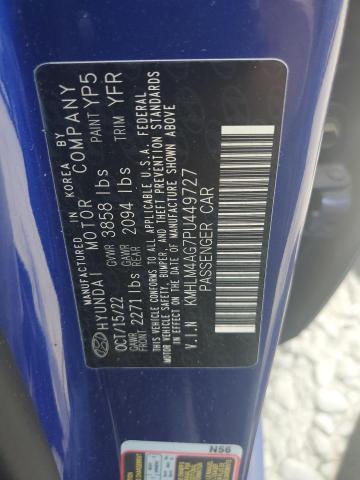 MANUFACTURED IN KOREA BY
HYUNDAI MOTOR COMPANY
OCT/15/22 GVWR 3858 lbs PAINT YP5
GAWR FRONT 2271 lbs GAWR REAR 2094 lbs TRIM YFR
THIS VEHICLE CONFORMS TO ALL APPLICABLE U.S.A. FEDERAL
MOTOR VEHICLE SAFETY, BUMPER, AND THEFT PREVENTION STANDARDS
IN EFFECT ON THE DATE OF MANUFACTURE SHOWN ABOVE
V.I.N KMHLM4AG7PU449727
PASSENGER CAR
N56